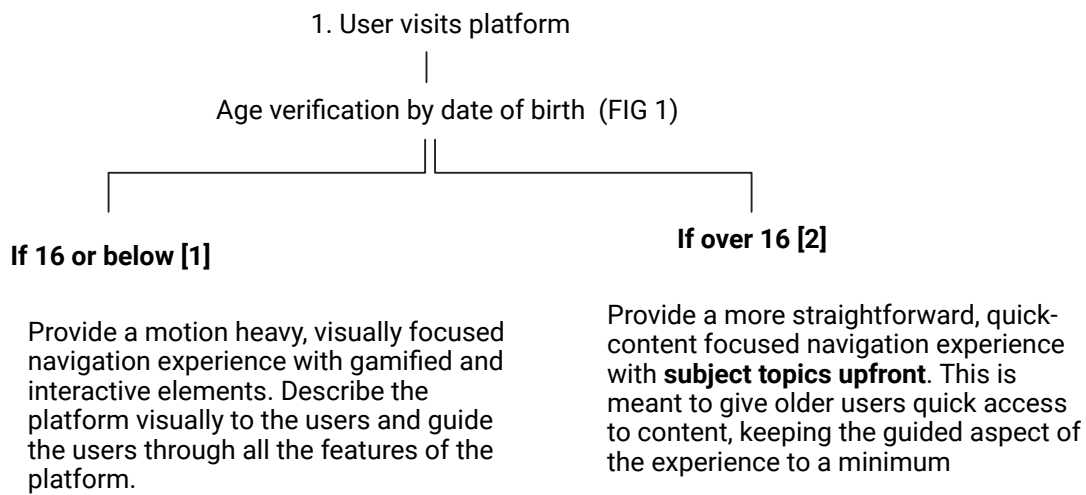 1. User visits platform
Age verification by date of birth (FIG 1)
If 16 or below [1]
Provide a motion heavy, visually focused
navigation experience with gamified and
interactive elements. Describe the
platform visually to the users and guide
the users through all the features of the
platform.
If over 16 [2]
Provide a more straightforward, quick-
content focused navigation experience
with subject topics upfront. This is
meant to give older users quick access
to content, keeping the guided aspect of
the experience to a minimum